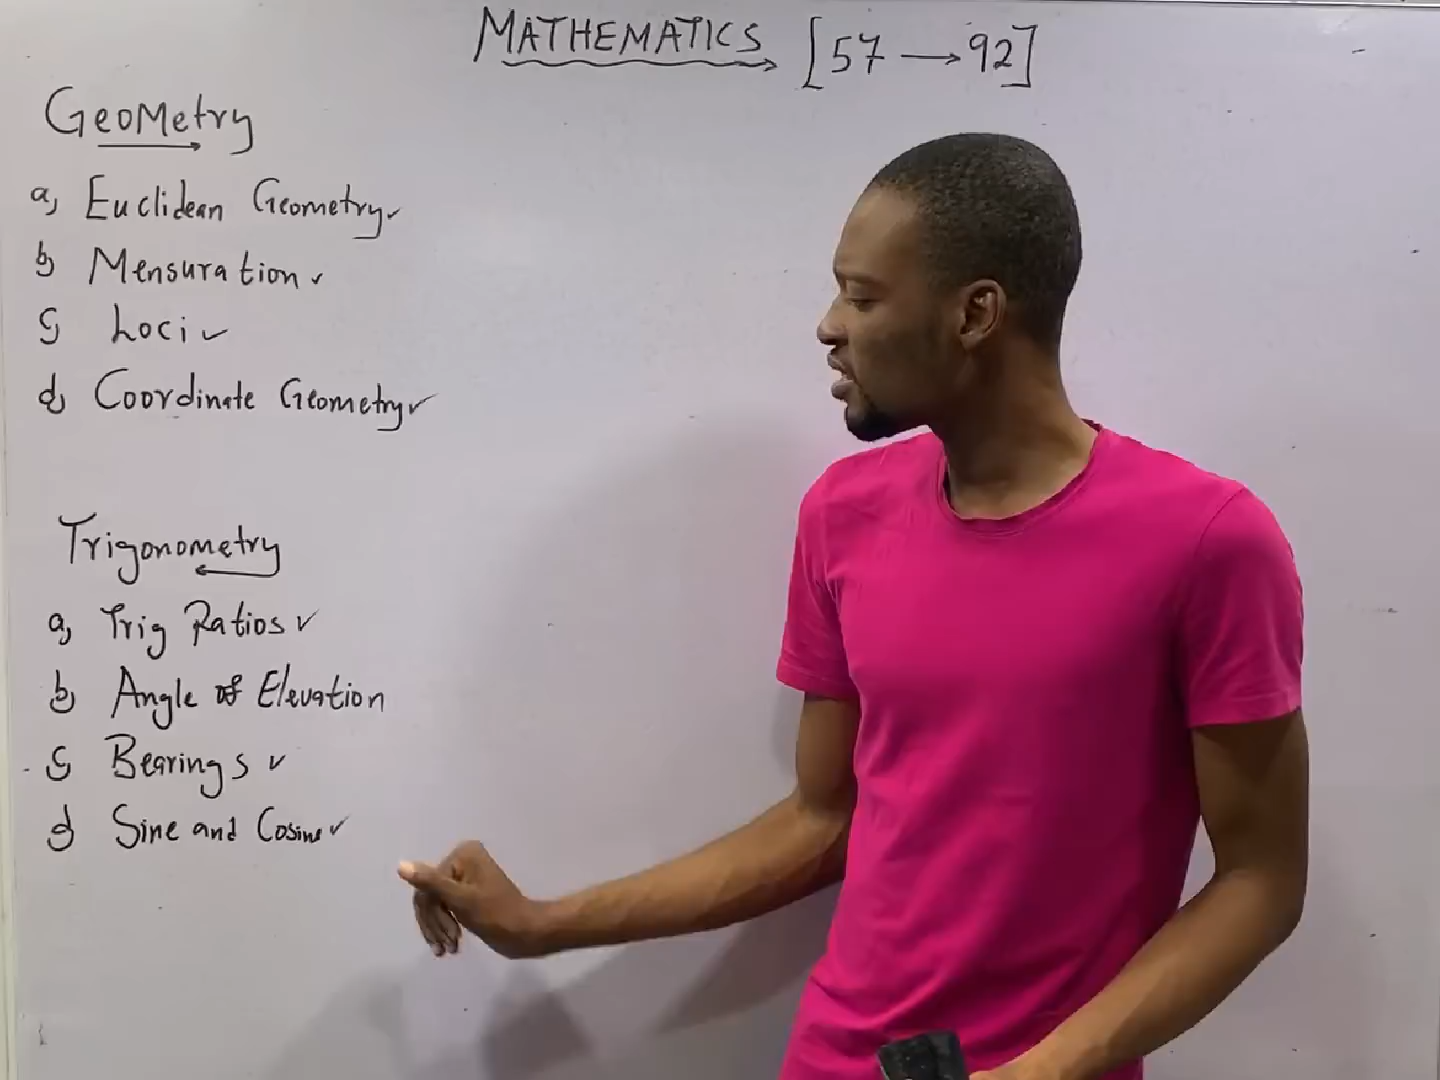 MATHEMATICS [57 → 92]
GeoMetry
a, Euclidean Geometry ✓
b, Mensuration ✓
c, Loci ✓
d, Coordinate Geometry ✓
Trigonometry
a, Trig Ratios ✓
b, Angle of Elevation
c, Bearings ✓
d, Sine and Cosine ✓